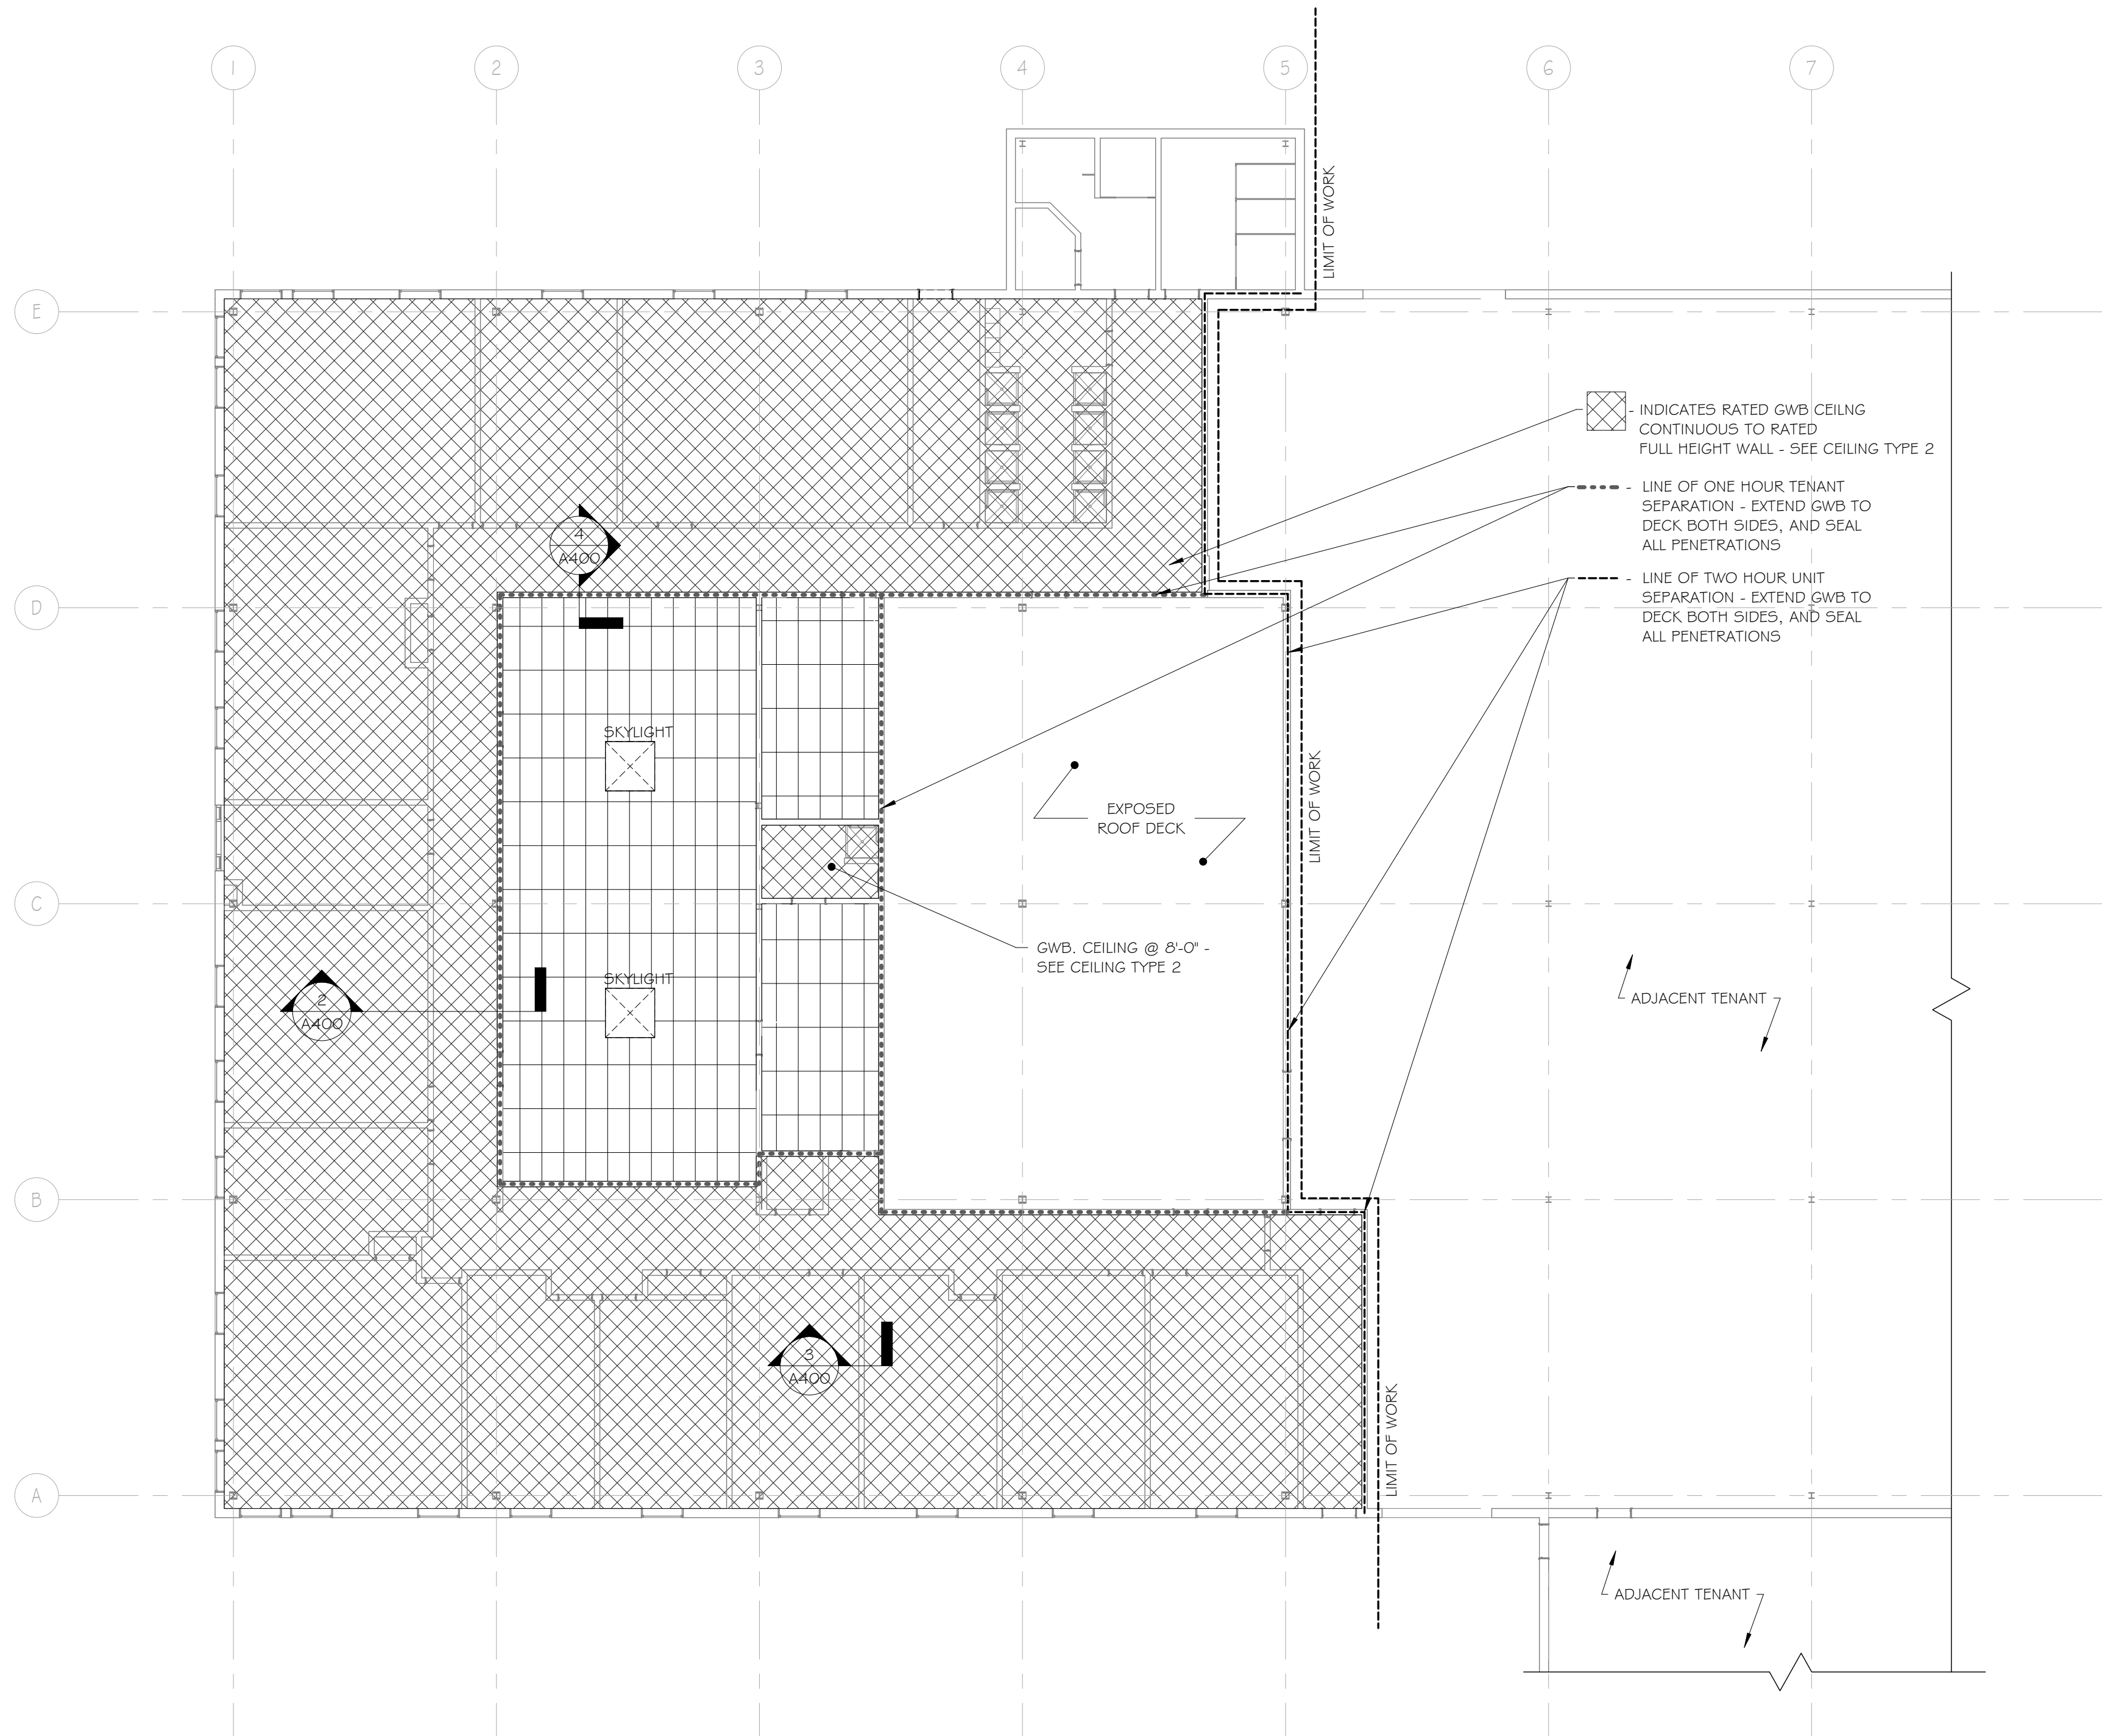 1
2
3
4
5
6
7
LIMIT OF WORK
E
- INDICATES RATED GWB CEILNG
CONTINUOUS TO RATED
FULL HEIGHT WALL - SEE CEILING TYPE 2
- LINE OF ONE HOUR TENANT
SEPARATION - EXTEND GWB TO
DECK BOTH SIDES, AND SEAL
ALL PENETRATIONS
4
A400
- LINE OF TWO HOUR UNIT
SEPARATION - EXTEND GWB TO
DECK BOTH SIDES, AND SEAL
ALL PENETRATIONS
D
SKYLIGHT
EXPOSED
ROOF DECK
LIMIT OF WORK
C
GWB. CEILING @ 8'-0" -
SEE CEILING TYPE 2
SKYLIGHT
2
A400
ADJACENT TENANT
B
3
A400
LIMIT OF WORK
A
ADJACENT TENANT